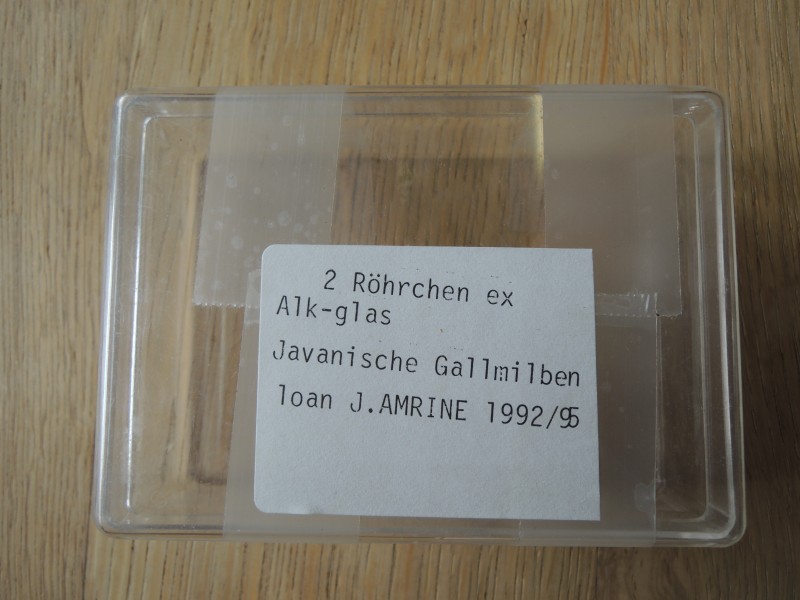 2 Röhrchen ex
Alk-glas
Javanische Gallmilben
loan J.AMRINE 1992/95